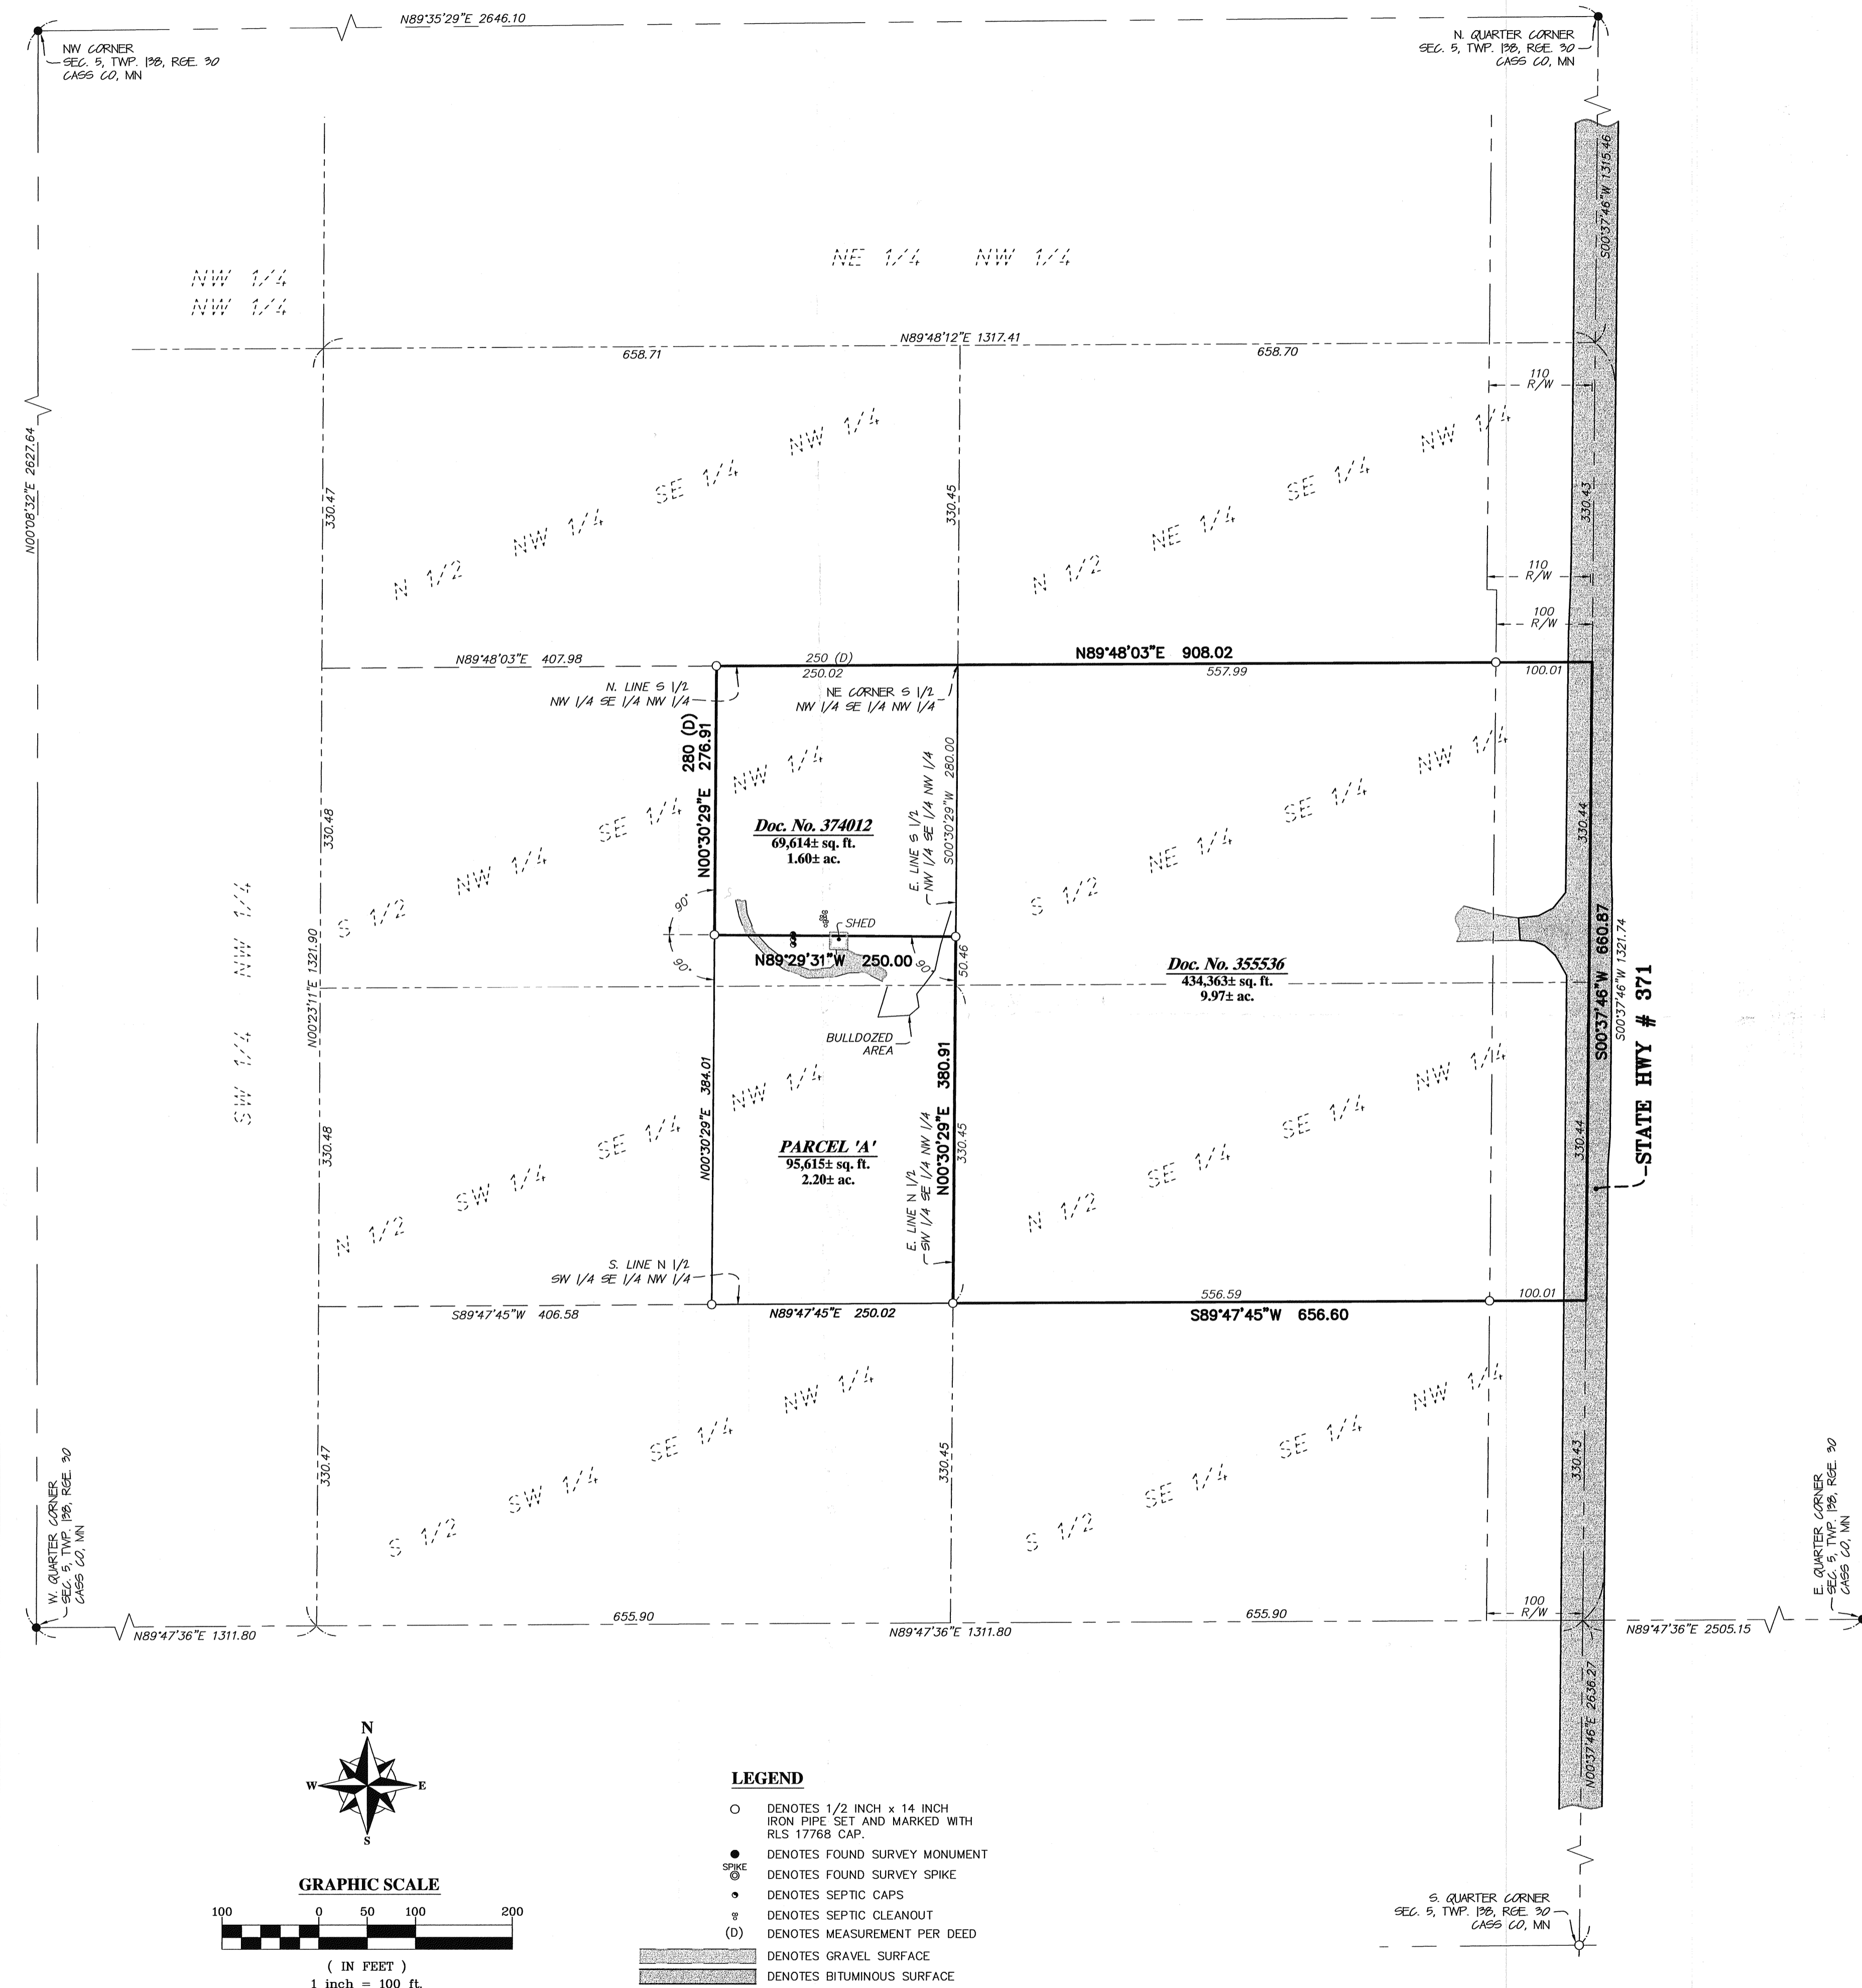 N89°35'29"E 2646.10
NW CORNER
SEC. 5, TWP. 138, RGE. 30
CASS CO, MN
N. QUARTER CORNER
SEC. 5, TWP. 138, RGE. 30
CASS CO, MN
S00°37'46"W 1315.46
NE 1/4 NW 1/4
NW 1/4
NW 1/4
N89°48'12"E 1317.41
658.71
658.70
110
R/W
N00°08'32"E 2627.64
330.47
N 1/2 NW 1/4 SE 1/4 NW 1/4
330.45
N 1/2 NE 1/4 SE 1/4 NW 1/4
330.43
110
R/W
100
R/W
N89°48'03"E 407.98
250 (D)
250.02
N89°48'03"E 908.02
557.99
100.01
N. LINE S 1/2
NW 1/4 SE 1/4 NW 1/4
NE CORNER S 1/2
NW 1/4 SE 1/4 NW 1/4
280 (D)
N00°30'29"E 276.91
330.48
S 1/2 NW 1/4 SE 1/4 NW 1/4
Doc. No. 374012
69,614± sq. ft.
1.60± ac.
E. LINE S 1/2
NW 1/4 SE 1/4 NW 1/4
S00°30'29"W 280.00
S 1/2 NE 1/4 SE 1/4 NW 1/4
330.44
90°
90°
SHED
N89°29'31"W 250.00
90°
50.46
Doc. No. 355536
434,363± sq. ft.
9.97± ac.
S00°37'46"W 660.87
S00°37'46"W 1321.74
STATE HWY # 371
BULLDOZED
AREA
SW 1/4 NW 1/4
N00°23'11"E 1321.90
330.48
N 1/2 SW 1/4 SE 1/4 NW 1/4
N00°30'29"E 384.01
PARCEL 'A'
95,615± sq. ft.
2.20± ac.
E. LINE N 1/2
SW 1/4 SE 1/4 NW 1/4
N00°30'29"E 380.91
330.45
N 1/2 SE 1/4 SE 1/4 NW 1/4
330.44
S. LINE N 1/2
SW 1/4 SE 1/4 NW 1/4
S89°47'45"W 406.58
N89°47'45"E 250.02
556.59
100.01
S89°47'45"W 656.60
330.47
S 1/2 SW 1/4 SE 1/4 NW 1/4
330.45
S 1/2 SE 1/4 SE 1/4 NW 1/4
330.43
W. QUARTER CORNER
SEC. 5, TWP. 138, RGE. 30
CASS CO, MN
E. QUARTER CORNER
SEC. 5, TWP. 138, RGE. 30
CASS CO, MN
N89°47'36"E 1311.80
655.90
N89°47'36"E 1311.80
655.90
100
R/W
N89°47'36"E 2505.15
N00°37'46"E 2636.27
N
W
E
S
GRAPHIC SCALE
100 0 50 100 200
( IN FEET )
1 inch = 100 ft.
LEGEND
DENOTES 1/2 INCH x 14 INCH
IRON PIPE SET AND MARKED WITH
RLS 17768 CAP.
DENOTES FOUND SURVEY MONUMENT
SPIKE
DENOTES FOUND SURVEY SPIKE
DENOTES SEPTIC CAPS
DENOTES SEPTIC CLEANOUT
(D) DENOTES MEASUREMENT PER DEED
DENOTES GRAVEL SURFACE
DENOTES BITUMINOUS SURFACE
S. QUARTER CORNER
SEC. 5, TWP. 138, RGE. 30
CASS CO, MN